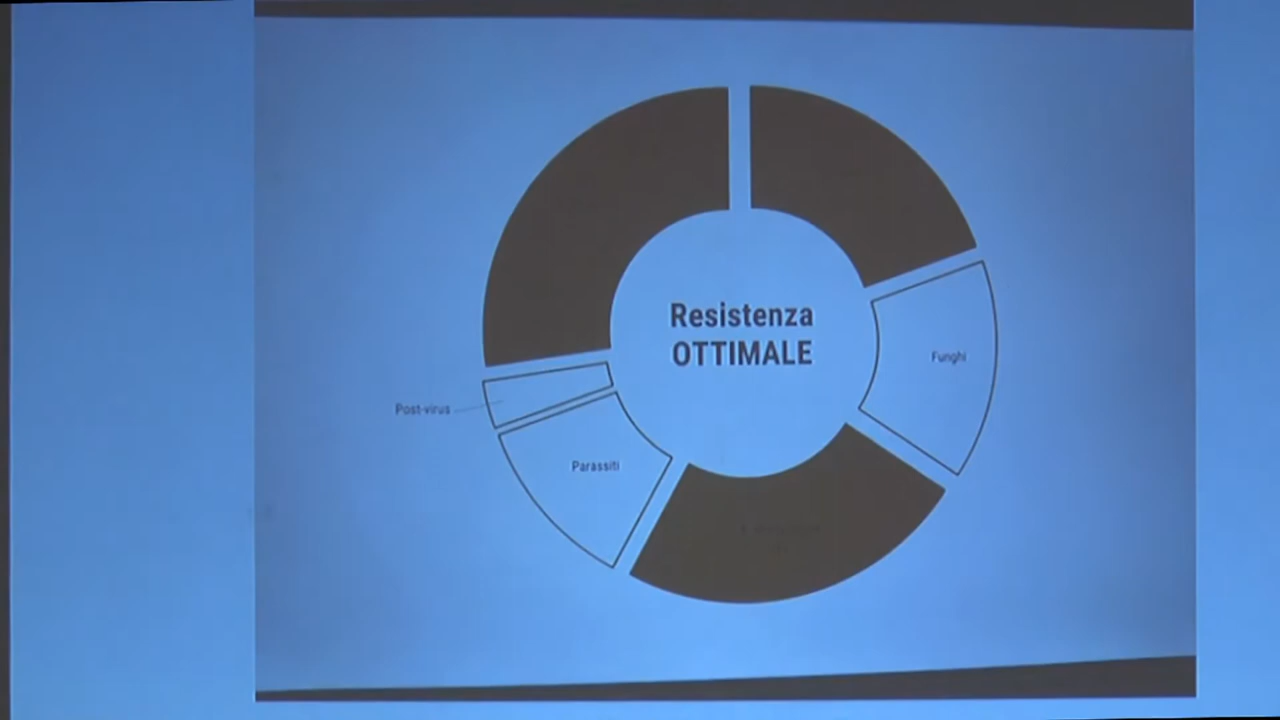 Resistenza
OTTIMALE
Funghi
Post-virus
Parassiti